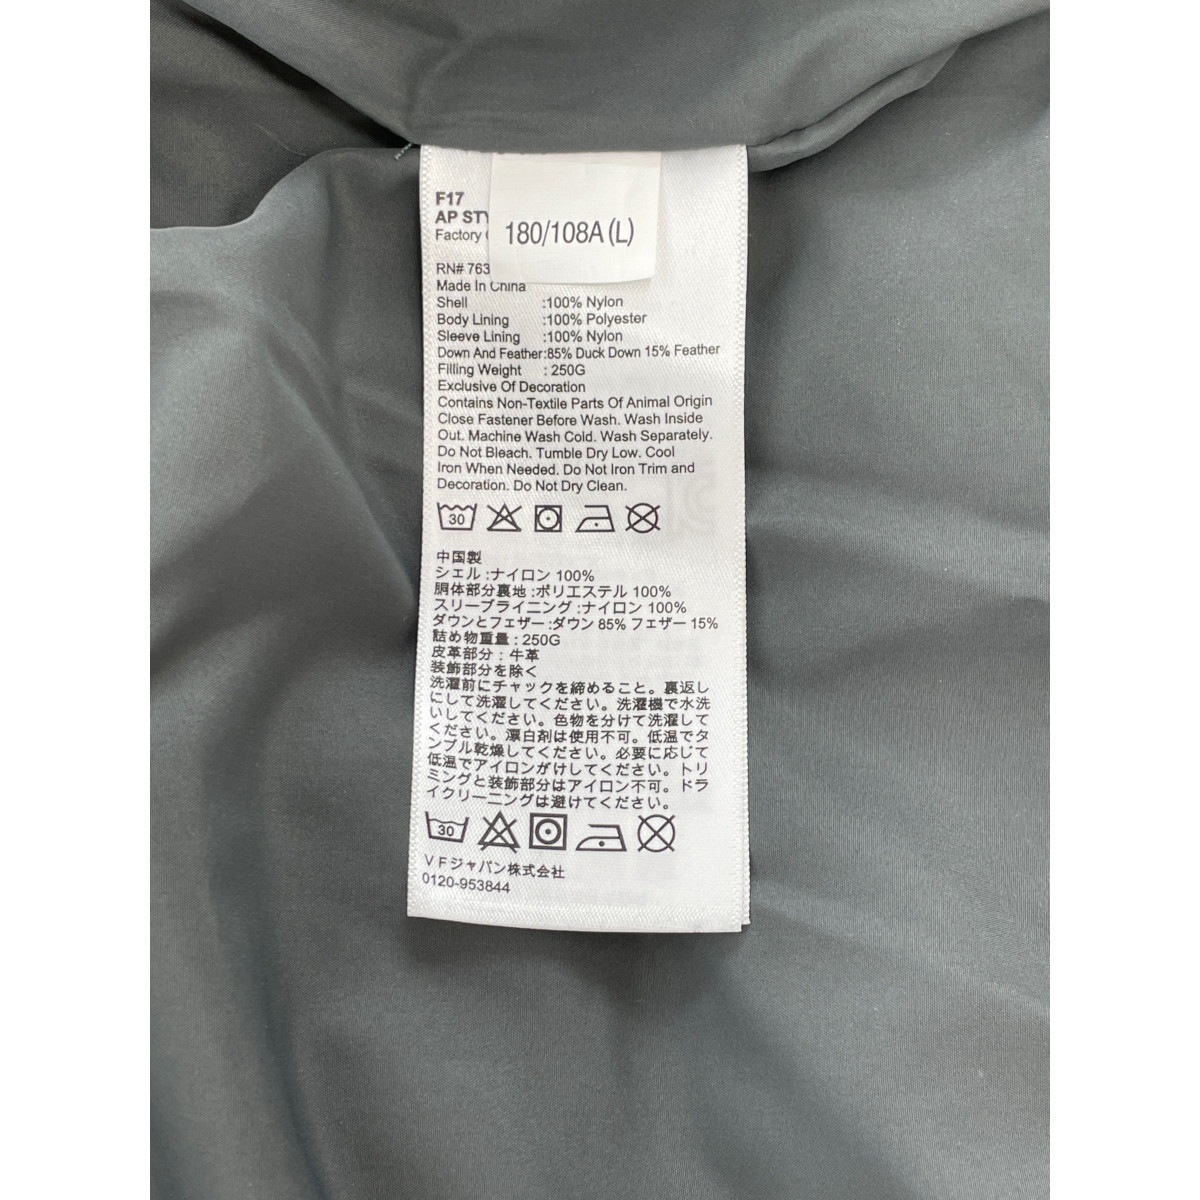 F17
AP
180/108A (L)
Factory
RN# 763
Made In China
Shell :100% Nylon
Body Lining :100% Polyester
Sleeve Lining :100% Nylon
Down And Feather:85% Duck Down 15% Feather
Filling Weight : 250G
Exclusive Of Decoration
Contains Non-Textile Parts Of Animal Origin
Close Fastener Before Wash. Wash Inside
Out. Machine Wash Cold. Wash Separately.
Do Not Bleach. Tumble Dry Low. Cool
Iron When Needed. Do Not Iron Trim and
Decoration. Do Not Dry Clean.
30
中国製
シェル :ナイロン 100%
胴体部分裏地 :ポリエステル 100%
スリーブライニング :ナイロン 100%
ダウンとフェザー :ダウン 85% フェザー 15%
詰め物重量 : 250G
皮革部分 : 牛革
装飾部分を除く
洗濯前にチャックを締めること。裏返し
にして洗濯してください。洗濯機で水洗
いしてください。色物を分けて洗濯して
ください。漂白剤は使用不可。低温でタ
ンブル乾燥してください。必要に応じて
低温でアイロンがけしてください。トリ
ミングと装飾部分はアイロン不可。ドラ
イクリーニングは避けてください。
30
VFジャパン株式会社
0120-953844